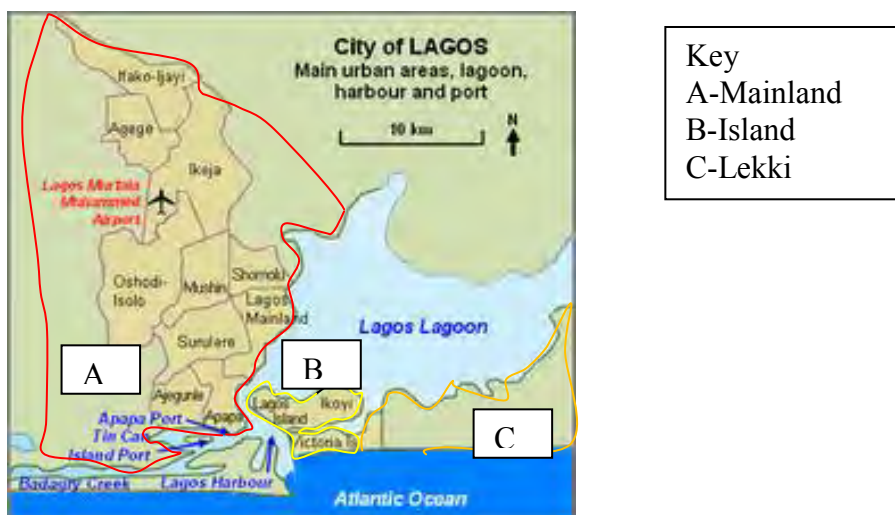 City of LAGOS
Main urban areas, lagoon,
harbour and port
10 km
N
Ifako-Ijayi
Agege
Ikeja
Lagos Murtala
Mohammed
Airport
Oshodi-
Isolo
Mushin
Shomolu
Lagos
Mainland
Surulere
Lagos Lagoon
A
B
Ajegunle
Apapa
Lagos
Island
Ikoyi
Victoria Is
C
Apapa Port
Tin Can
Island Port
Badagry Creek
Lagos Harbour
Atlantic Ocean
Key
A-Mainland
B-Island
C-Lekki